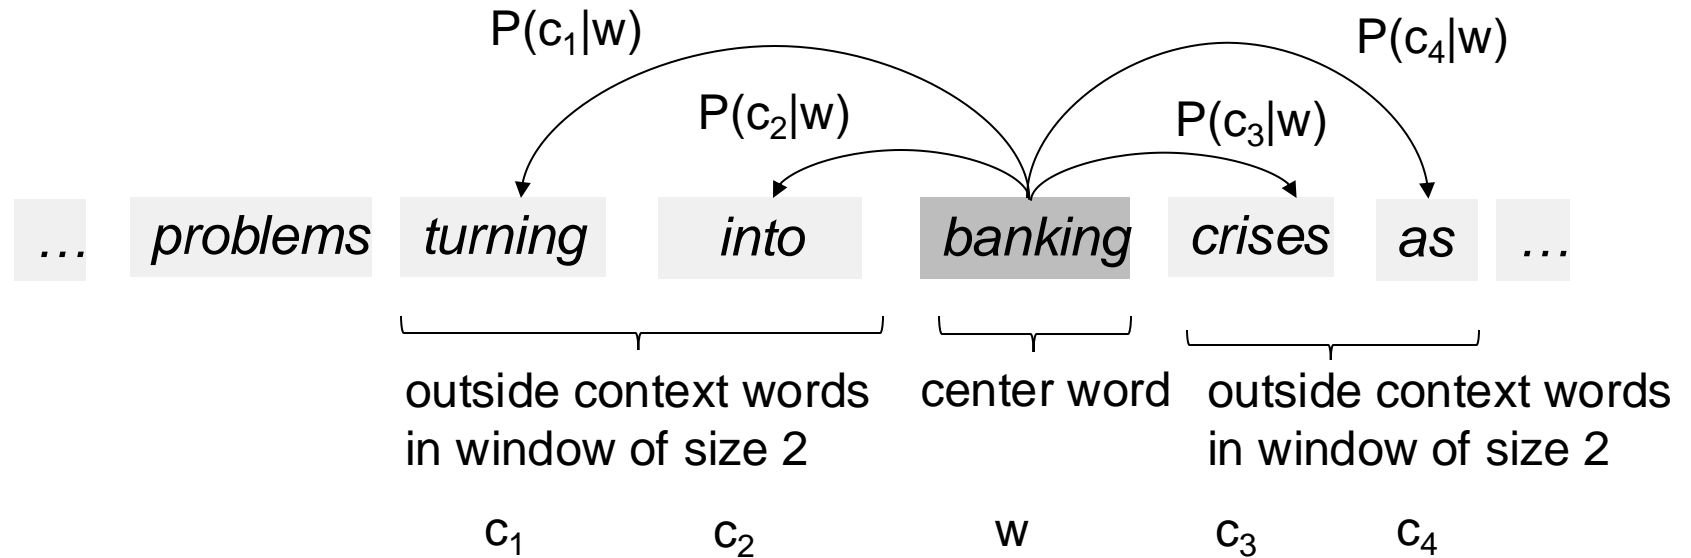 P(c₁|w) P(c₄|w)
P(c₂|w) P(c₃|w)
… problems turning into banking crises as …
outside context words center word outside context words
in window of size 2 in window of size 2
c₁ c₂ w c₃ c₄